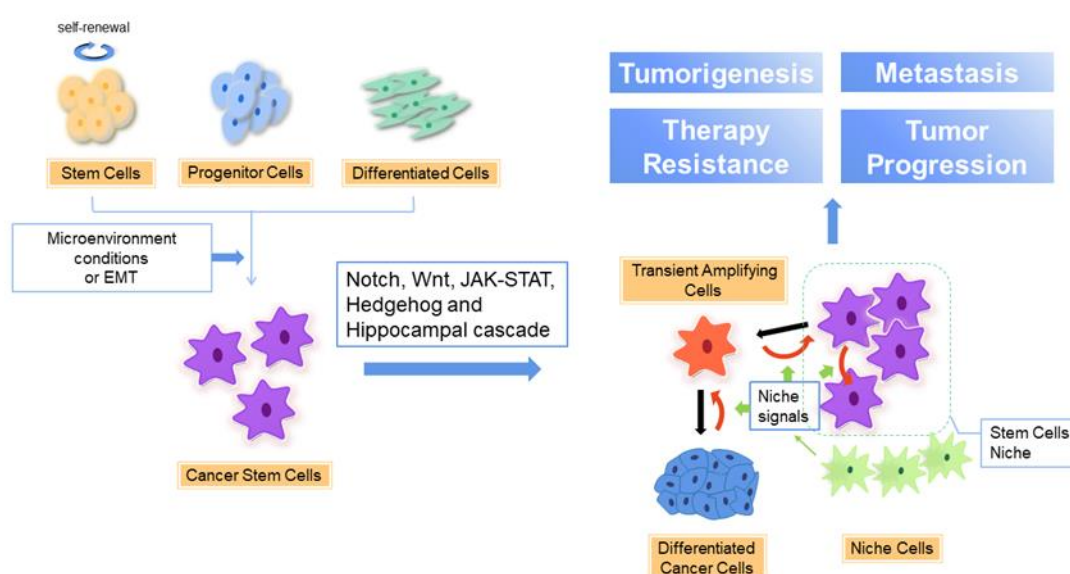 self-renewal
Stem Cells
Progenitor Cells
Differentiated Cells
Microenvironment
conditions
or EMT
Cancer Stem Cells
Notch, Wnt, JAK-STAT,
Hedgehog and
Hippocampal cascade
Tumorigenesis
Metastasis
Therapy
Resistance
Tumor
Progression
Transient Amplifying
Cells
Niche
signals
Stem Cells
Niche
Differentiated
Cancer Cells
Niche Cells